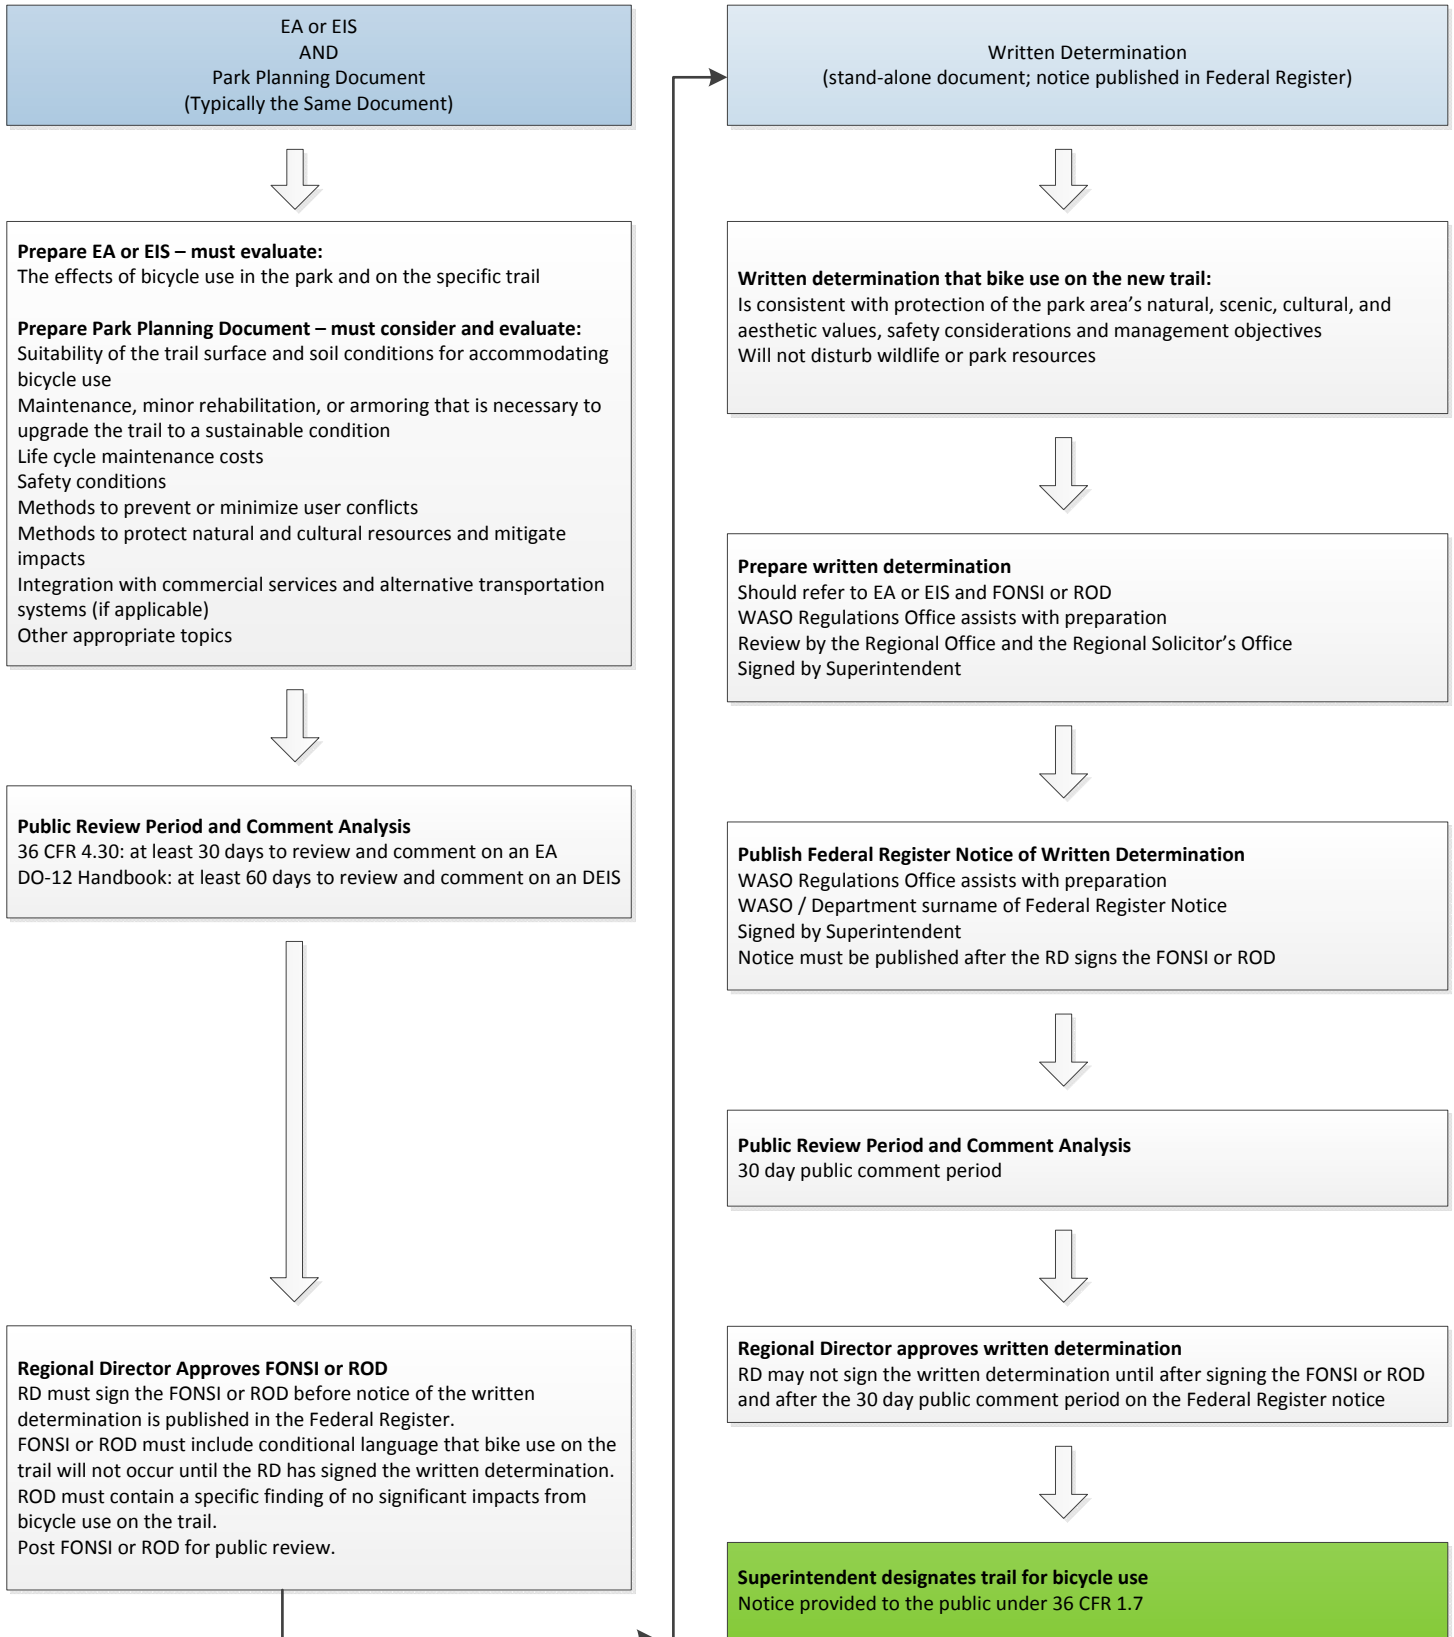 EA or EIS
AND
Park Planning Document
(Typically the Same Document)
Prepare EA or EIS – must evaluate:
The effects of bicycle use in the park and on the specific trail
Prepare Park Planning Document – must consider and evaluate:
Suitability of the trail surface and soil conditions for accommodating
bicycle use
Maintenance, minor rehabilitation, or armoring that is necessary to
upgrade the trail to a sustainable condition
Life cycle maintenance costs
Safety conditions
Methods to prevent or minimize user conflicts
Methods to protect natural and cultural resources and mitigate
impacts
Integration with commercial services and alternative transportation
systems (if applicable)
Other appropriate topics
Public Review Period and Comment Analysis
36 CFR 4.30: at least 30 days to review and comment on an EA
DO-12 Handbook: at least 60 days to review and comment on an DEIS
Regional Director Approves FONSI or ROD
RD must sign the FONSI or ROD before notice of the written
determination is published in the Federal Register.
FONSI or ROD must include conditional language that bike use on the
trail will not occur until the RD has signed the written determination.
ROD must contain a specific finding of no significant impacts from
bicycle use on the trail.
Post FONSI or ROD for public review.
Written Determination
(stand-alone document; notice published in Federal Register)
Written determination that bike use on the new trail:
Is consistent with protection of the park area’s natural, scenic, cultural, and
aesthetic values, safety considerations and management objectives
Will not disturb wildlife or park resources
Prepare written determination
Should refer to EA or EIS and FONSI or ROD
WASO Regulations Office assists with preparation
Review by the Regional Office and the Regional Solicitor’s Office
Signed by Superintendent
Publish Federal Register Notice of Written Determination
WASO Regulations Office assists with preparation
WASO / Department surname of Federal Register Notice
Signed by Superintendent
Notice must be published after the RD signs the FONSI or ROD
Public Review Period and Comment Analysis
30 day public comment period
Regional Director approves written determination
RD may not sign the written determination until after signing the FONSI or ROD
and after the 30 day public comment period on the Federal Register notice
Superintendent designates trail for bicycle use
Notice provided to the public under 36 CFR 1.7